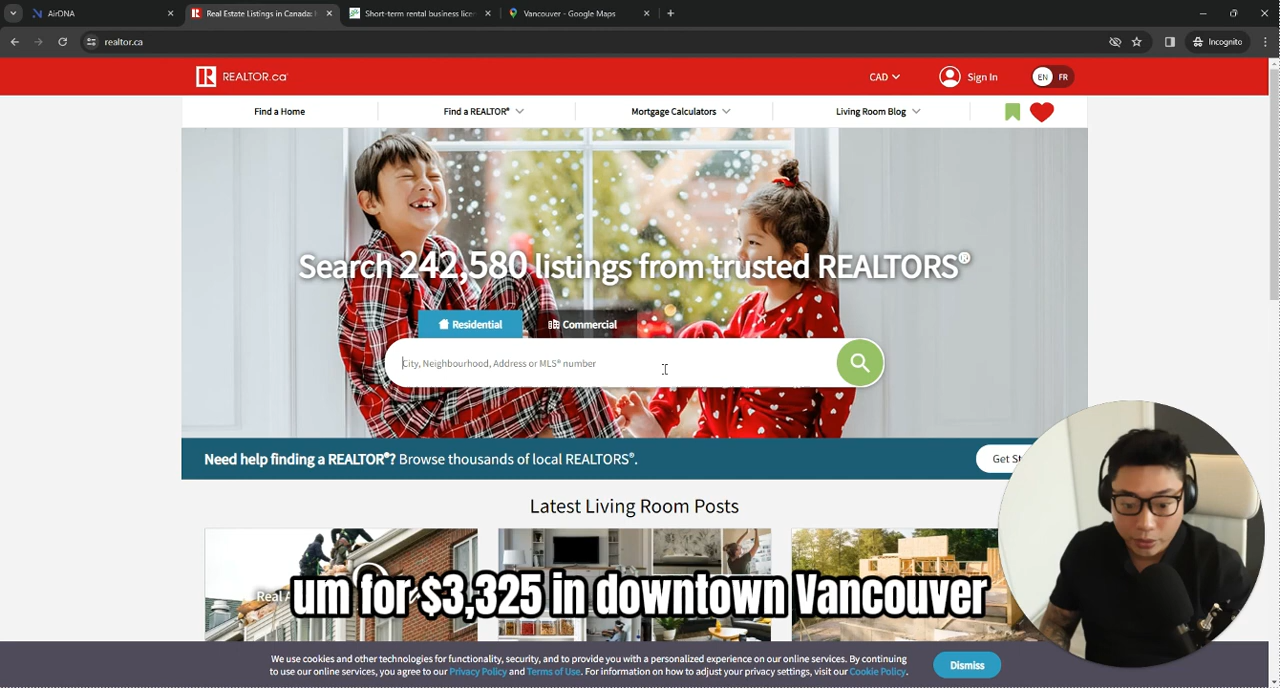 AirDNA
Real Estate Listings in Canada:
Short-term rental business licen
Vancouver - Google Maps
realtor.ca
Incognito
REALTOR.ca
CAD
Sign In
EN FR
Find a Home
Find a REALTOR®
Mortgage Calculators
Living Room Blog
Search 242,580 listings from trusted REALTORS®
Residential
Commercial
City, Neighbourhood, Address or MLS® number
Need help finding a REALTOR®? Browse thousands of local REALTORS®.
Get St
Latest Living Room Posts
um for $3,325 in downtown Vancouver
We use cookies and other technologies for functionality, security, and to provide you with a personalized experience on our online services. By continuing
to use our online services, you agree to our Privacy Policy and Terms of Use. For information on how to adjust your privacy settings, visit our Cookie Policy.
Dismiss